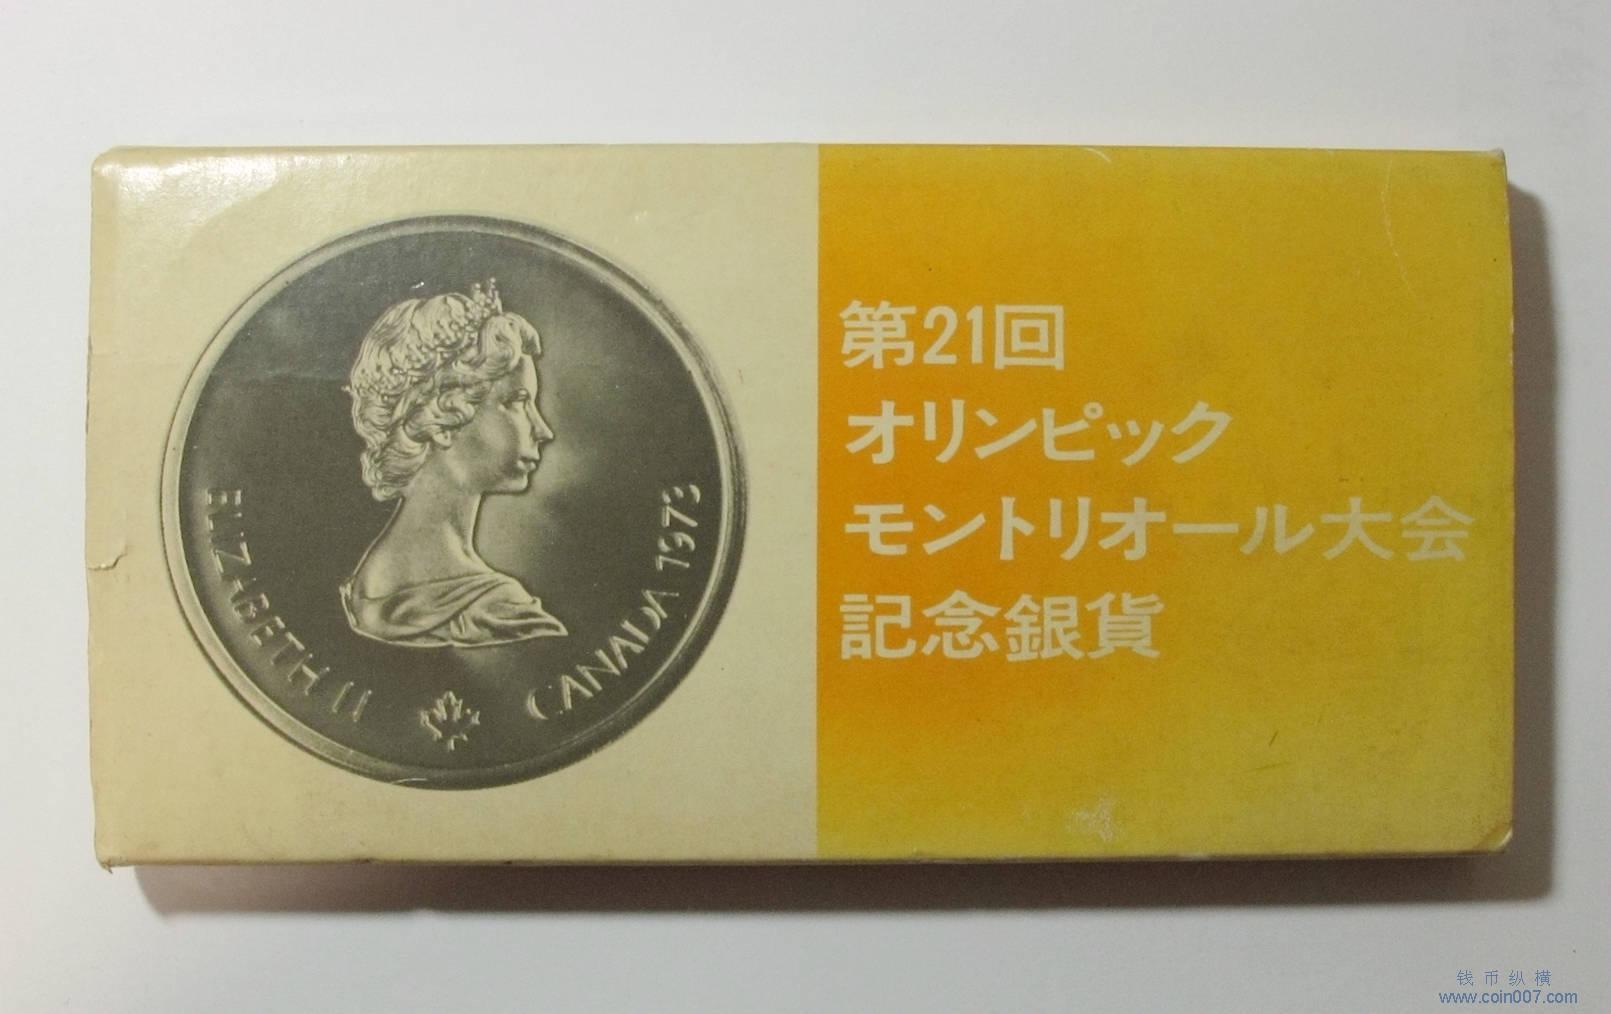 ELIZABETH II
CANADA 1973
第21回
オリンピック
モントリオール大会
記念銀貨
钱币纵横
www.coin007.com